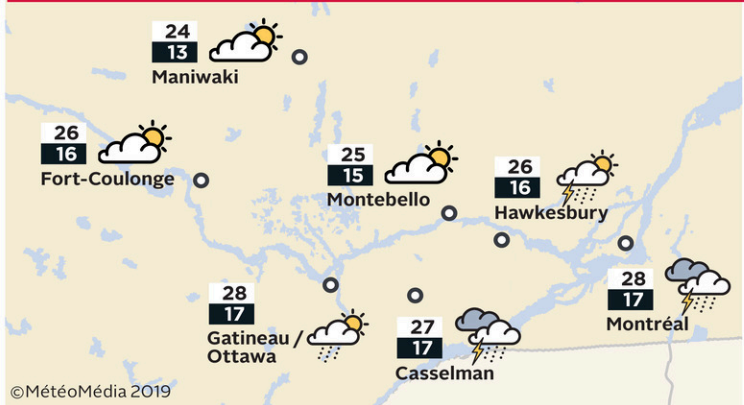 24
13
Maniwaki
26
16
Fort-Coulonge
25
15
Montebello
26
16
Hawkesbury
28
17
Gatineau /
Ottawa
27
17
Casselman
28
17
Montréal
©MétéoMédia 2019